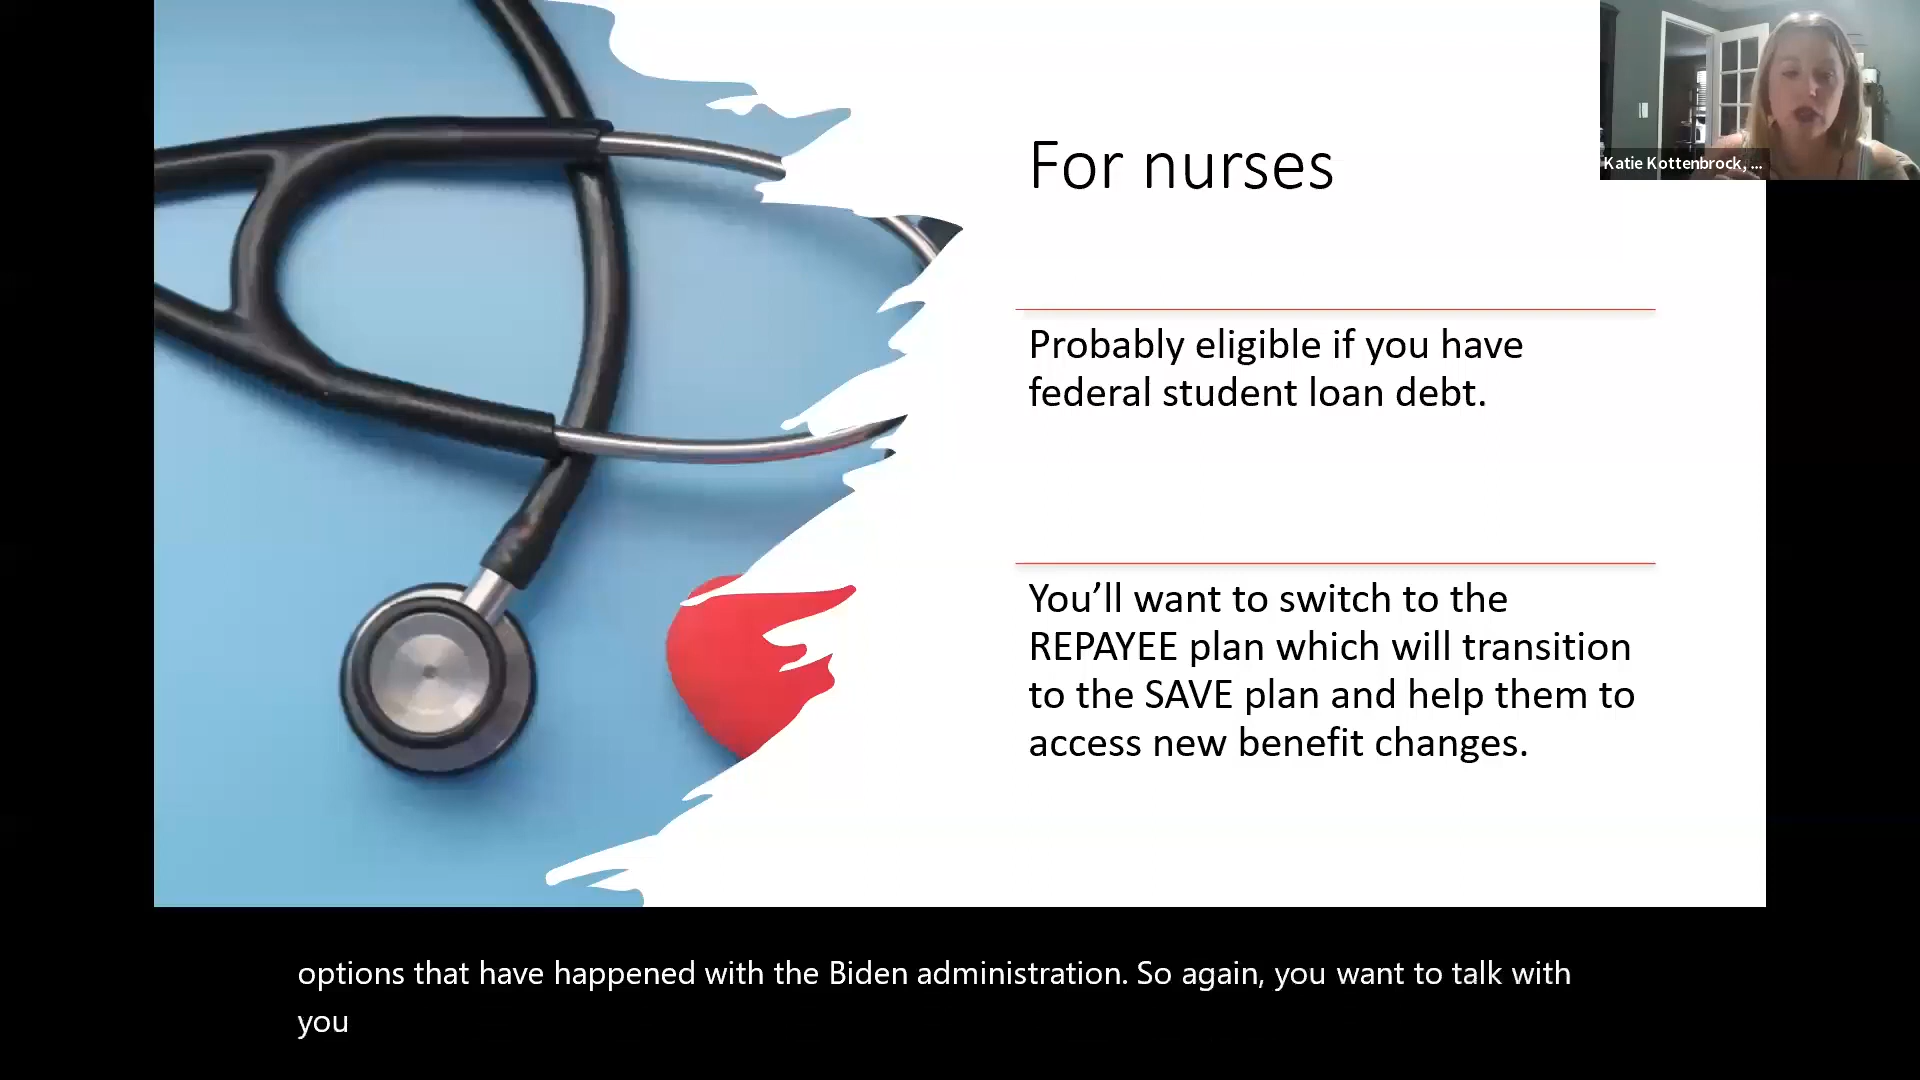 For nurses
Katie Kottenbrock, ...
Probably eligible if you have
federal student loan debt.
You’ll want to switch to the
REPAYEE plan which will transition
to the SAVE plan and help them to
access new benefit changes.
options that have happened with the Biden administration. So again, you want to talk with
you